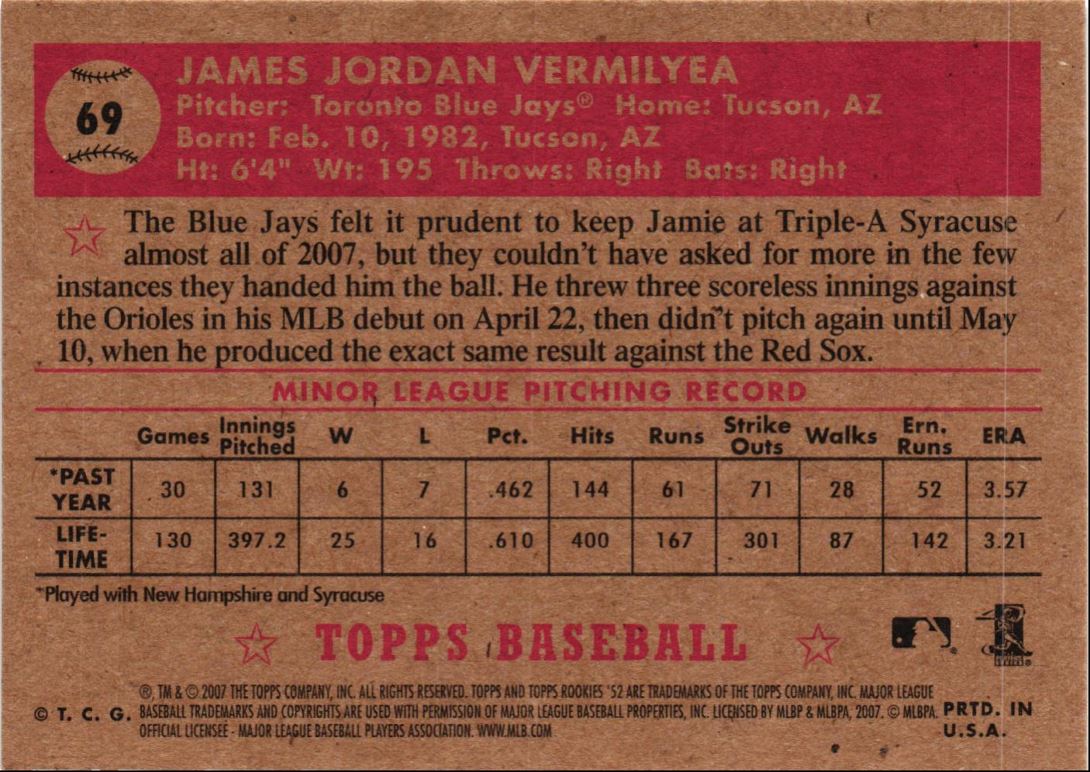 69
JAMES JORDAN VERMILYEA
Pitcher: Toronto Blue Jays® Home: Tucson, AZ
Born: Feb. 10, 1982, Tucson, AZ
Ht: 6'4" Wt: 195 Throws: Right Bats: Right
The Blue Jays felt it prudent to keep Jamie at Triple-A Syracuse
almost all of 2007, but they couldn't have asked for more in the few
instances they handed him the ball. He threw three scoreless innings against
the Orioles in his MLB debut on April 22, then didn't pitch again until May
10, when he produced the exact same result against the Red Sox.
MINOR LEAGUE PITCHING RECORD
Games Innings Pitched W L Pct. Hits Runs Strike Outs Walks Ern. Runs ERA
*PAST YEAR 30 131 6 7 .462 144 61 71 28 52 3.57
LIFE-TIME 130 397.2 25 16 .610 400 167 301 87 142 3.21
*Played with New Hampshire and Syracuse
TOPPS BASEBALL
®, TM & © 2007 THE TOPPS COMPANY, INC. ALL RIGHTS RESERVED. TOPPS AND TOPPS ROOKIES '52 ARE TRADEMARKS OF THE TOPPS COMPANY, INC. MAJOR LEAGUE
© T. C. G. BASEBALL TRADEMARKS AND COPYRIGHTS ARE USED WITH PERMISSION OF MAJOR LEAGUE BASEBALL PROPERTIES, INC. LICENSED BY MLBP & MLBPA, 2007. © MLBPA. PRTD. IN
OFFICIAL LICENSEE - MAJOR LEAGUE BASEBALL PLAYERS ASSOCIATION. WWW.MLB.COM U.S.A.